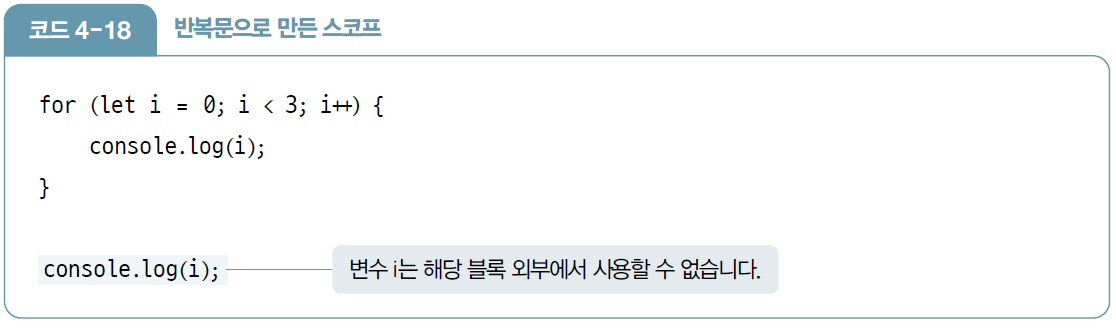 코드 4-18 반복문으로 만든 스코프
for (let i = 0; i < 3; i++) {
    console.log(i);
}
console.log(i); 변수 i는 해당 블록 외부에서 사용할 수 없습니다.